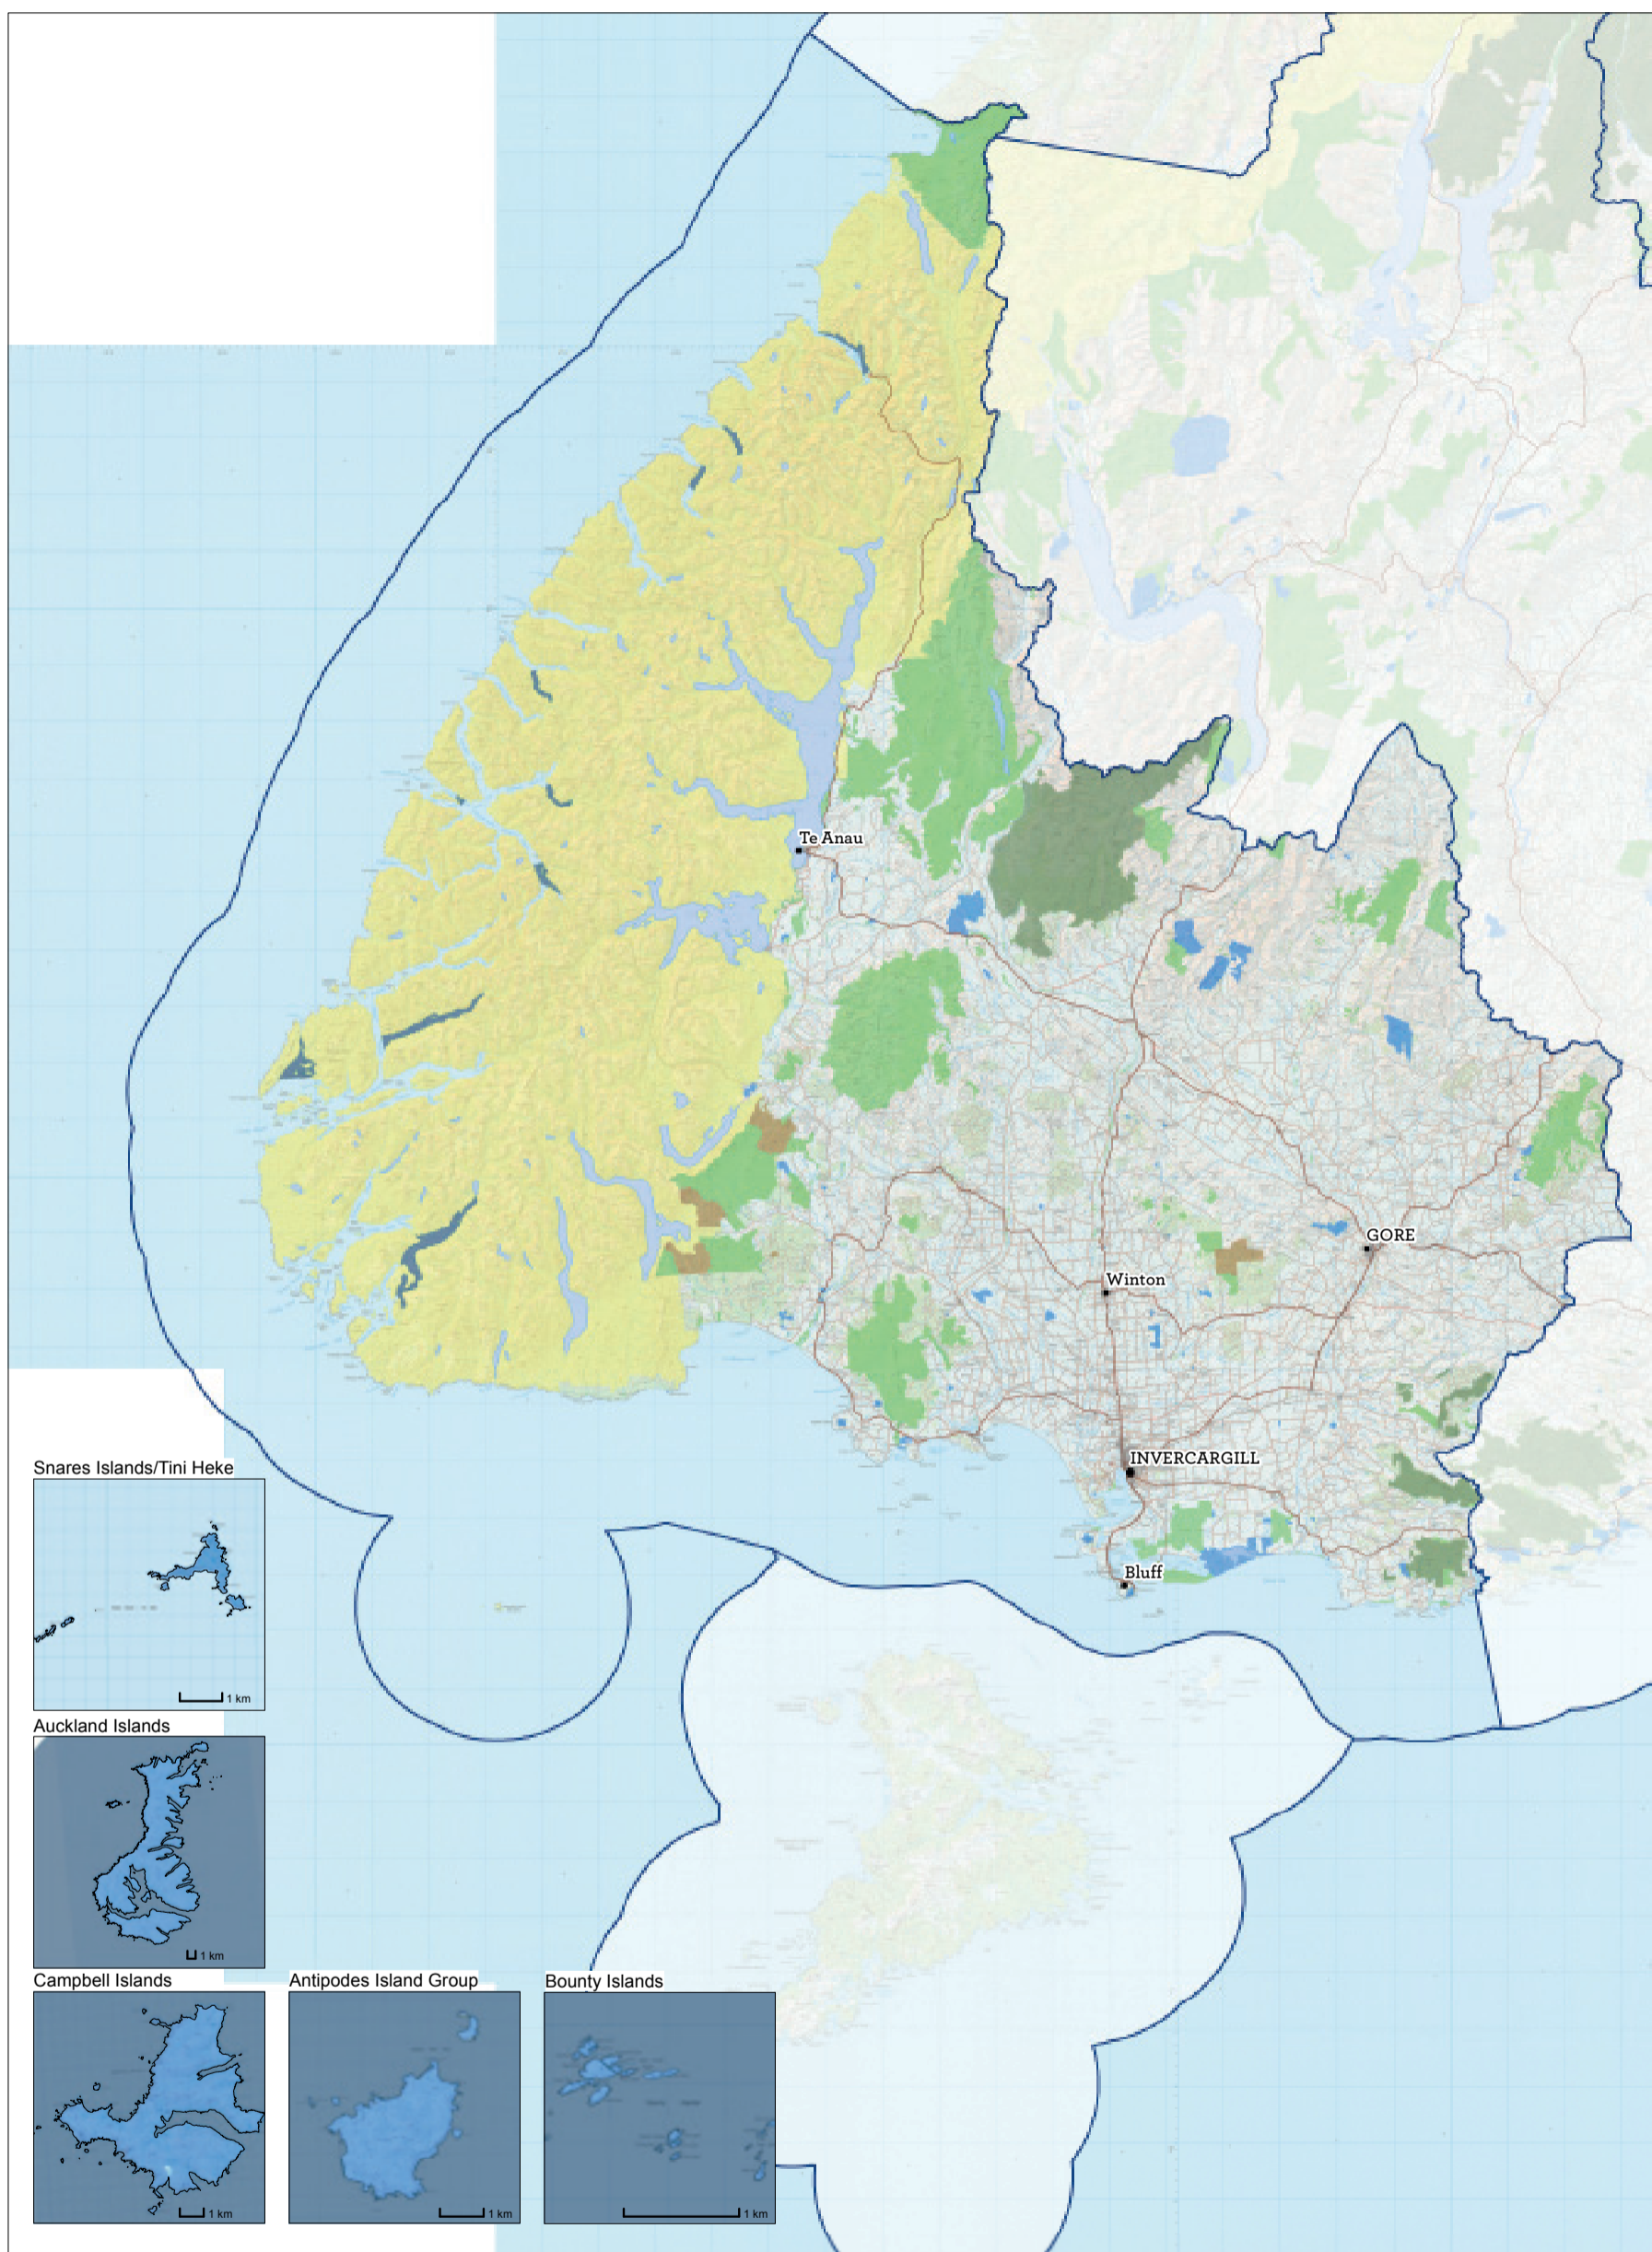 Te Anau
GORE
Winton
INVERCARGILL
Bluff
Snares Islands/Tini Heke
1 km
Auckland Islands
1 km
Campbell Islands
1 km
Antipodes Island Group
1 km
Bounty Islands
1 km